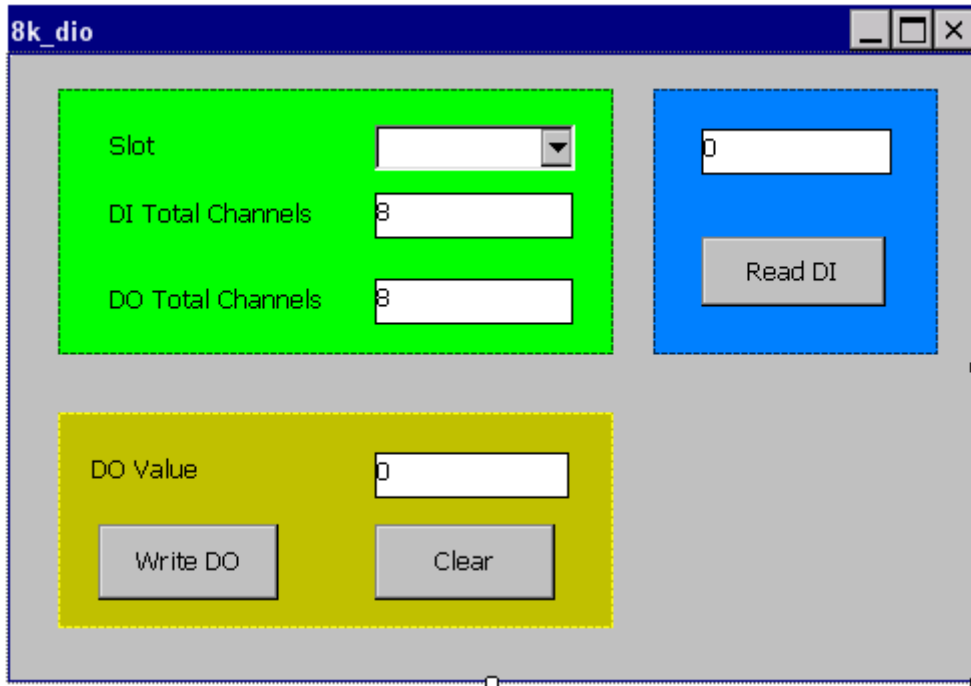 8k_dio
Slot
DI Total Channels 8
DO Total Channels 8
0
Read DI
DO Value 0
Write DO Clear